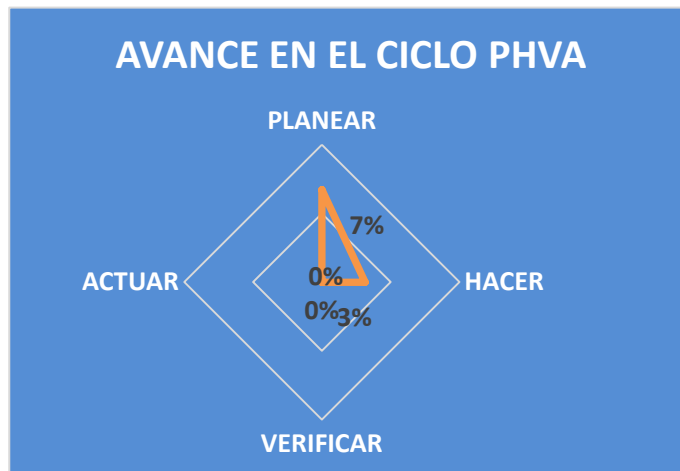 AVANCE EN EL CICLO PHVA
PLANEAR
7%
ACTUAR
0%
HACER
0%
3%
VERIFICAR